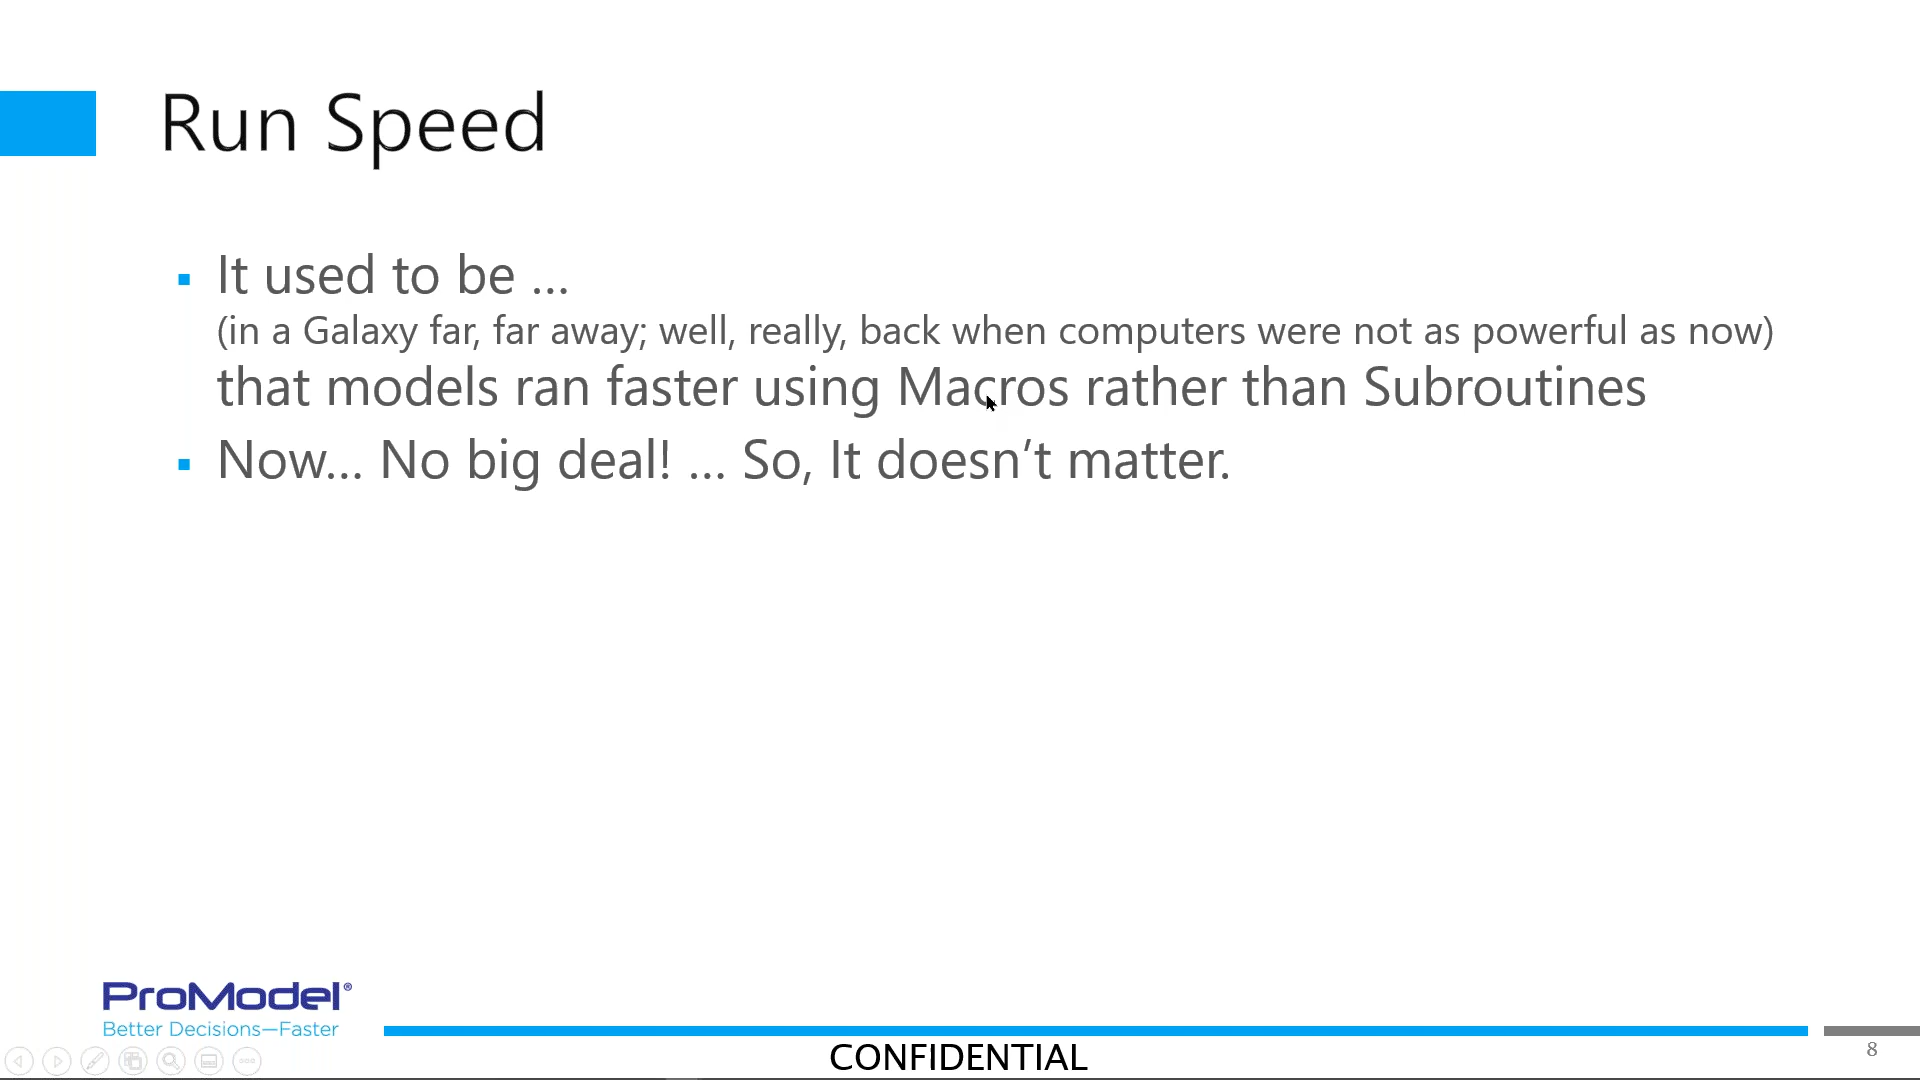 Run Speed
It used to be …
(in a Galaxy far, far away; well, really, back when computers were not as powerful as now)
that models ran faster using Macros rather than Subroutines
Now… No big deal! … So, It doesn’t matter.
ProModel®
Better Decisions—Faster
CONFIDENTIAL
8